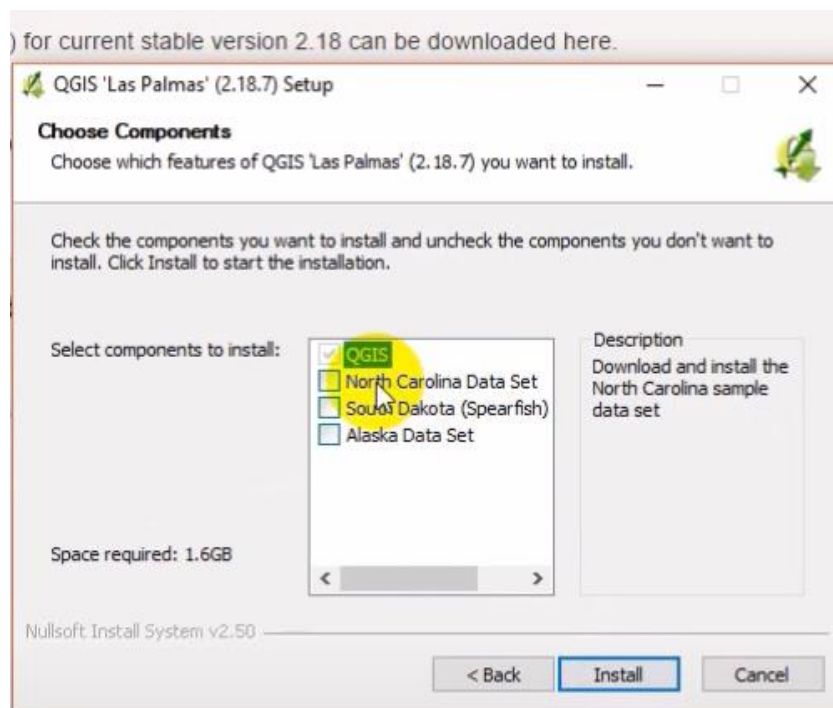 ) for current stable version 2.18 can be downloaded here.
QGIS 'Las Palmas' (2.18.7) Setup
Choose Components
Choose which features of QGIS 'Las Palmas' (2.18.7) you want to install.
Check the components you want to install and uncheck the components you don't want to
install. Click Install to start the installation.
Select components to install:
QGIS
North Carolina Data Set
South Dakota (Spearfish)
Alaska Data Set
Description
Download and install the
North Carolina sample
data set
Space required: 1.6GB
Nullsoft Install System v2.50
< Back
Install
Cancel